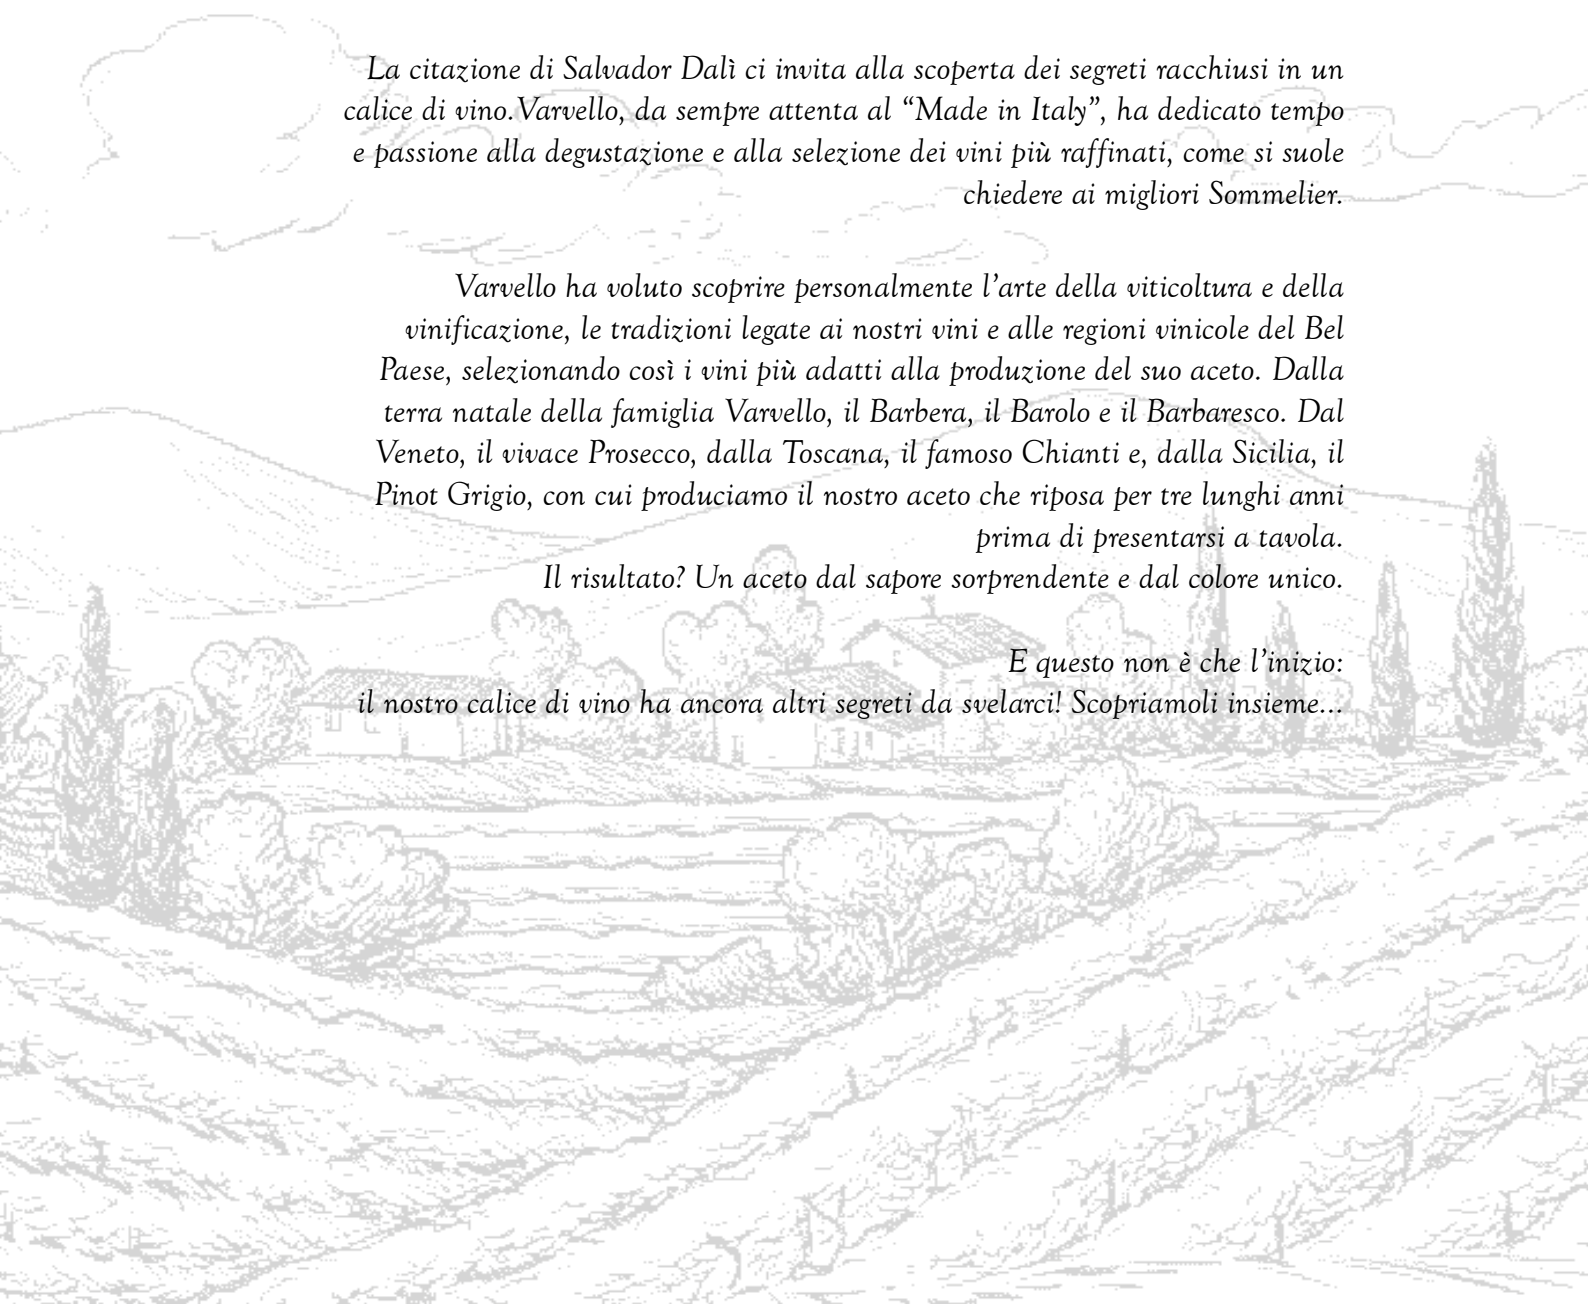 La citazione di Salvador Dalì ci invita alla scoperta dei segreti racchiusi in un
calice di vino.Varvello, da sempre attenta al “Made in Italy”, ha dedicato tempo
e passione alla degustazione e alla selezione dei vini più raffinati, come si suole
chiedere ai migliori Sommelier.
Varvello ha voluto scoprire personalmente l’arte della viticoltura e della
vinificazione, le tradizioni legate ai nostri vini e alle regioni vinicole del Bel
Paese, selezionando così i vini più adatti alla produzione del suo aceto. Dalla
terra natale della famiglia Varvello, il Barbera, il Barolo e il Barbaresco. Dal
Veneto, il vivace Prosecco, dalla Toscana, il famoso Chianti e, dalla Sicilia, il
Pinot Grigio, con cui produciamo il nostro aceto che riposa per tre lunghi anni
prima di presentarsi a tavola.
Il risultato? Un aceto dal sapore sorprendente e dal colore unico.
E questo non è che l’inizio:
il nostro calice di vino ha ancora altri segreti da svelarci! Scopriamoli insieme...